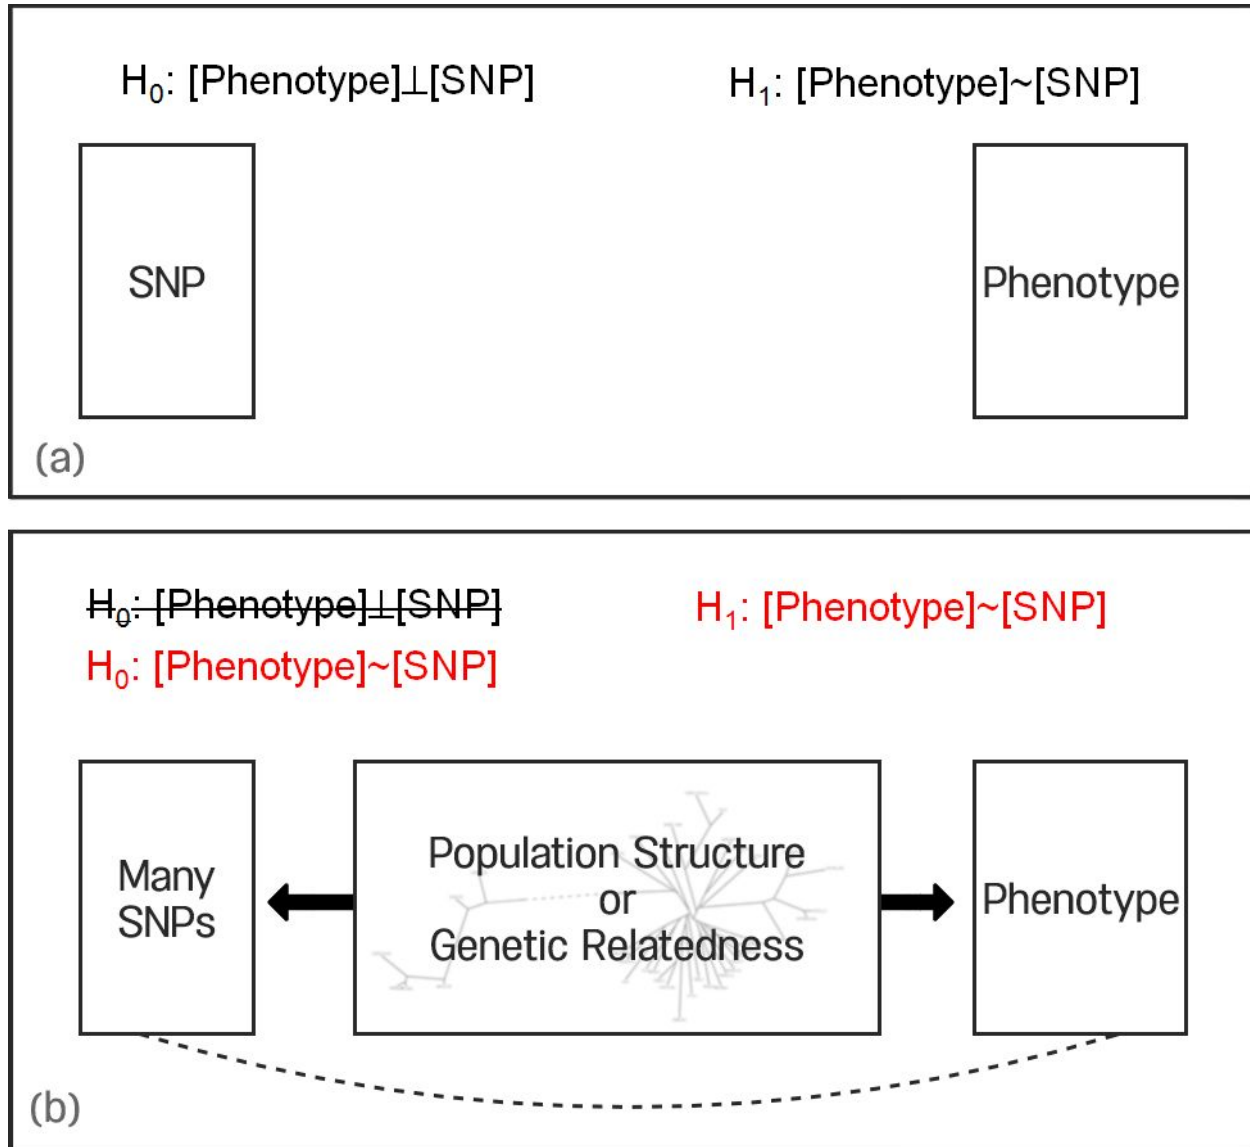 H₀: [Phenotype]⊥[SNP]
H₁: [Phenotype]~[SNP]
SNP
Phenotype
(a)
H₀: [Phenotype]⊥[SNP]
H₁: [Phenotype]~[SNP]
H₀: [Phenotype]~[SNP]
Many
SNPs
Population Structure
or
Genetic Relatedness
Phenotype
(b)